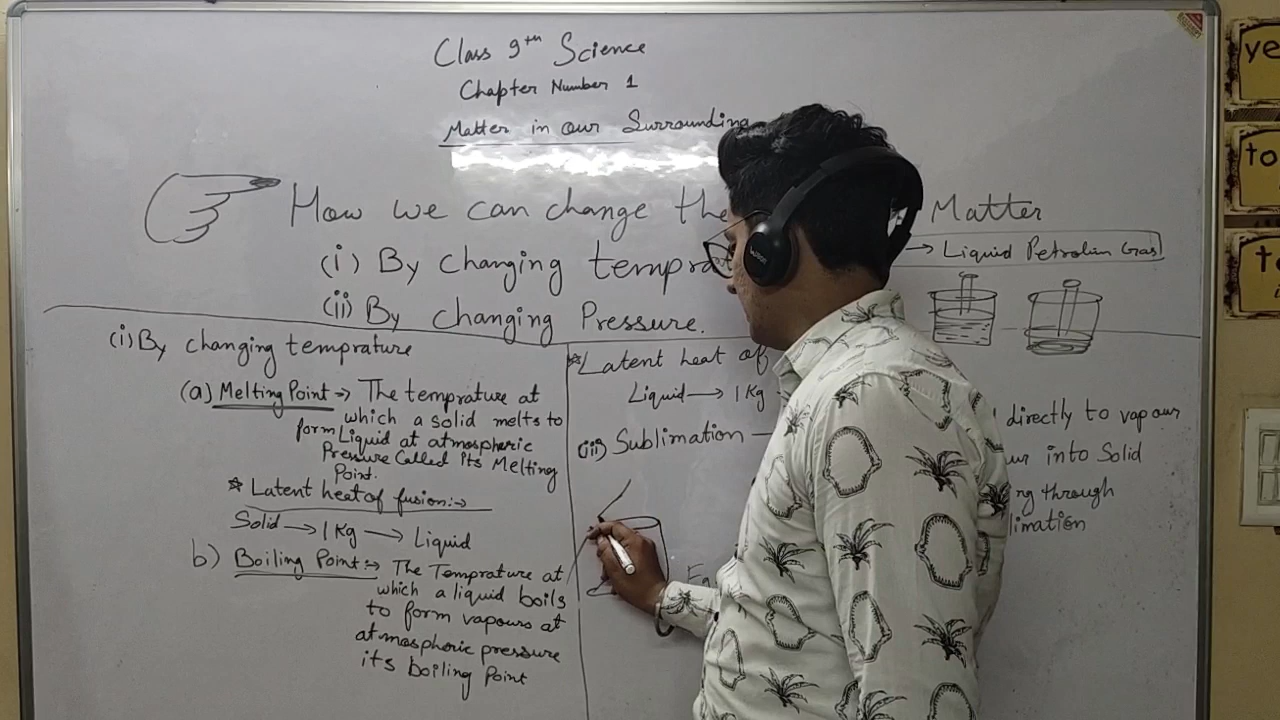 Class 9th Science
Chapter Number 1
Matter in our Surrounding
How we can change the Matter
(i) By changing tempra
→ Liquid Petrolium Gas
(ii) By changing Pressure.
(i) By changing temprature
(a) Melting Point :-> The temprature at
which a solid melts to
form Liquid at atmospheric
Pressure Called its Melting
Point.
* Latent heat of fusion :->
Solid → 1 Kg → Liquid
b) Boiling Point :-> The Temprature at
which a liquid boils
to form vapours at
atmospheric pressure
its boiling Point
* Latent heat of
Liquid → 1 Kg
(iii) Sublimation —
directly to vapour
into Solid
through
ye
to